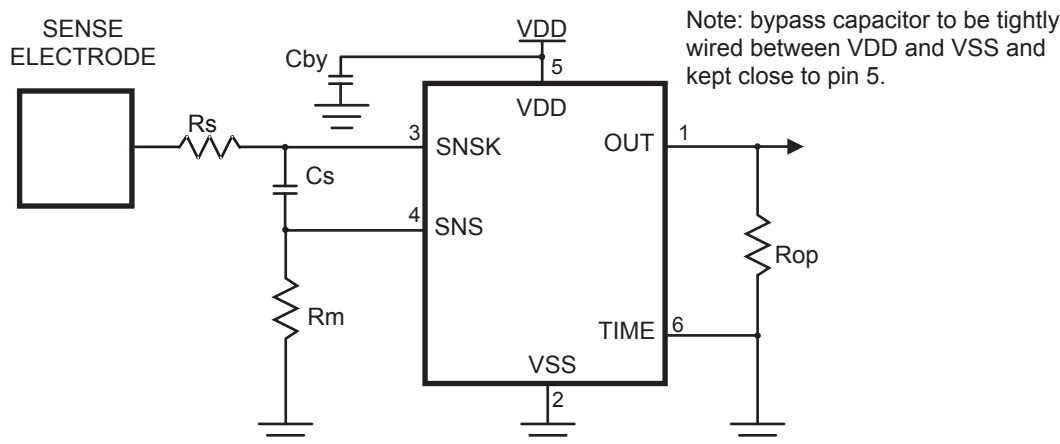 SENSE
ELECTRODE
VDD
Note: bypass capacitor to be tightly
wired between VDD and VSS and
kept close to pin 5.
Cby
5
VDD
Rs
3
SNSK
OUT
1
Cs
4
SNS
Rop
Rm
TIME
6
VSS
2